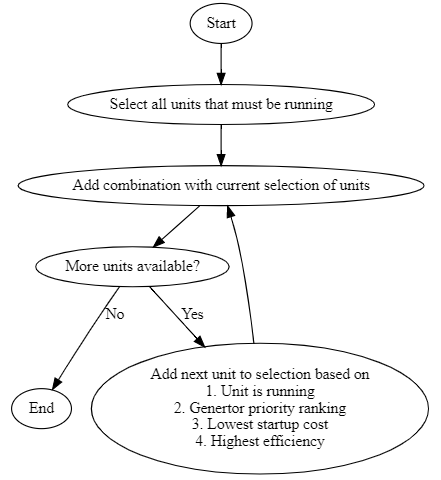 Start
Select all units that must be running
Add combination with current selection of units
More units available?
No
Yes
Add next unit to selection based on
1. Unit is running
2. Genertor priority ranking
3. Lowest startup cost
4. Highest efficiency
End